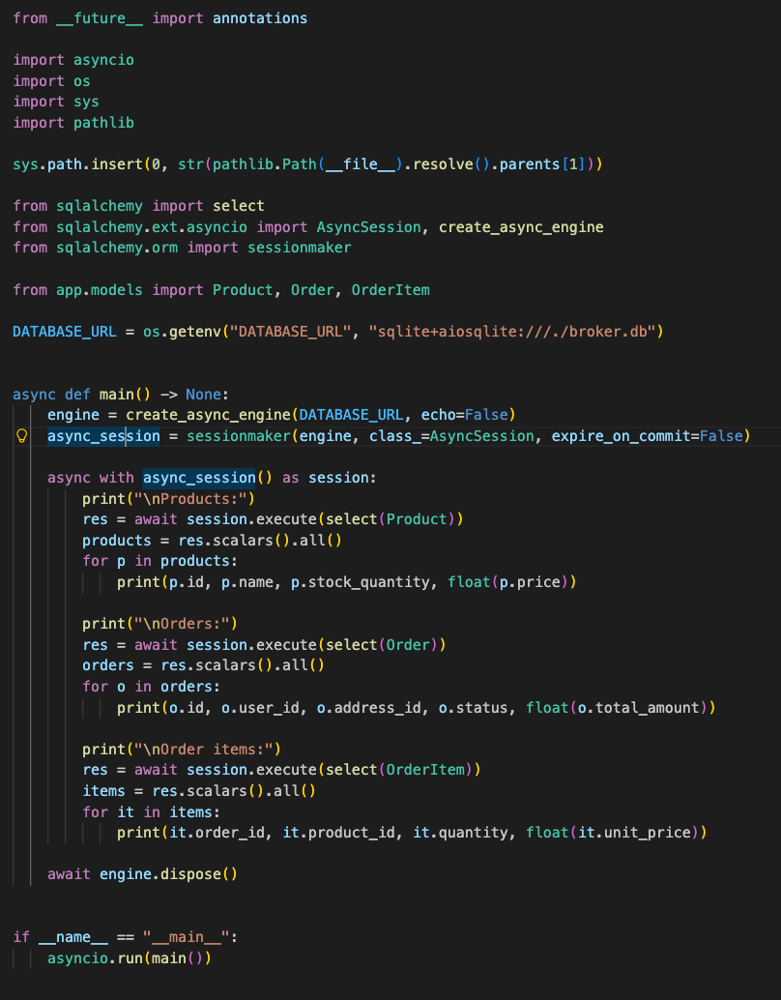 from __future__ import annotations
import asyncio
import os
import sys
import pathlib
sys.path.insert(0, str(pathlib.Path(__file__).resolve().parents[1]))
from sqlalchemy import select
from sqlalchemy.ext.asyncio import AsyncSession, create_async_engine
from sqlalchemy.orm import sessionmaker
from app.models import Product, Order, OrderItem
DATABASE_URL = os.getenv("DATABASE_URL", "sqlite+aiosqlite:///./broker.db")
async def main() -> None:
    engine = create_async_engine(DATABASE_URL, echo=False)
    async_session = sessionmaker(engine, class_=AsyncSession, expire_on_commit=False)
    async with async_session() as session:
        print("\nProducts:")
        res = await session.execute(select(Product))
        products = res.scalars().all()
        for p in products:
            print(p.id, p.name, p.stock_quantity, float(p.price))
        print("\nOrders:")
        res = await session.execute(select(Order))
        orders = res.scalars().all()
        for o in orders:
            print(o.id, o.user_id, o.address_id, o.status, float(o.total_amount))
        print("\nOrder items:")
        res = await session.execute(select(OrderItem))
        items = res.scalars().all()
        for it in items:
            print(it.order_id, it.product_id, it.quantity, float(it.unit_price))
    await engine.dispose()
if __name__ == "__main__":
    asyncio.run(main())